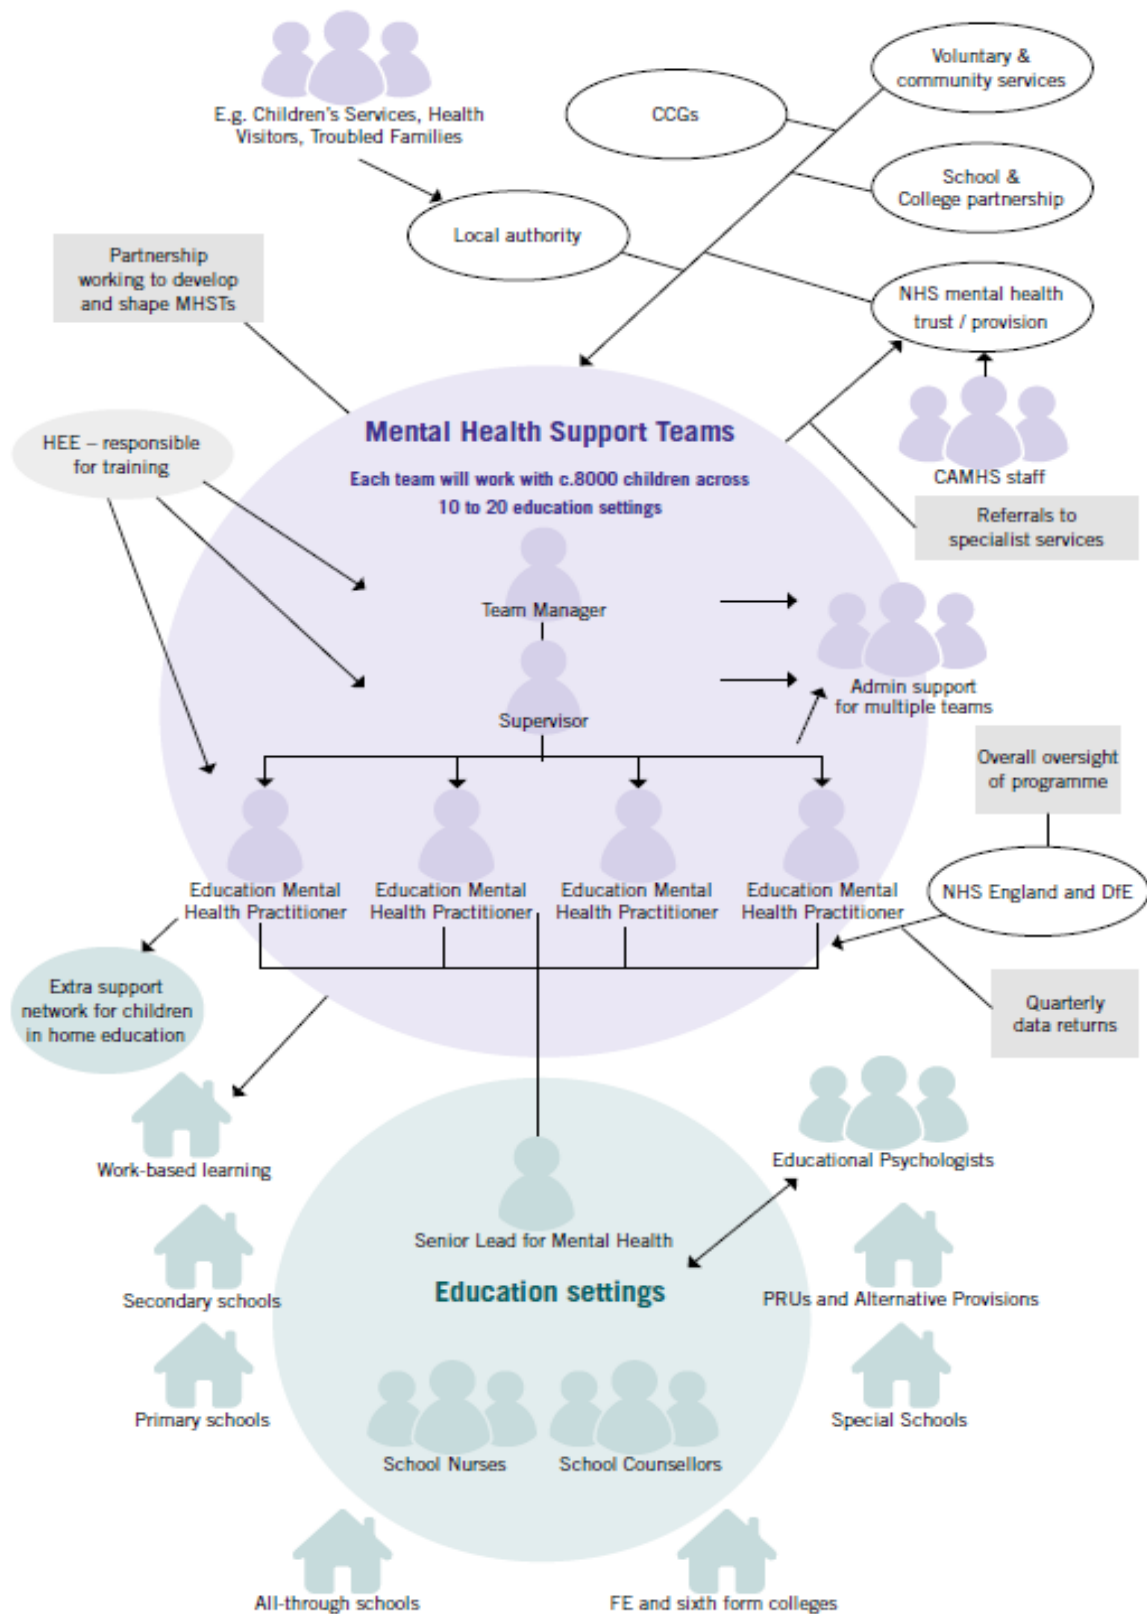 Voluntary &
community services
CCGs
E.g. Children's Services, Health
Visitors, Troubled Families
School &
College partnership
Local authority
Partnership
working to develop
and shape MHSTs
NHS mental health
trust / provision
Mental Health Support Teams
HEE – responsible
for training
CAMHS staff
Each team will work with c.8000 children across
10 to 20 education settings
Referrals to
specialist services
Team Manager
Admin support
for multiple teams
Supervisor
Overall oversight
of programme
Education Mental
Health Practitioner
Education Mental
Health Practitioner
Education Mental
Health Practitioner
Education Mental
Health Practitioner
NHS England and DfE
Extra support
network for children
in home education
Quarterly
data returns
Work-based learning
Educational Psychologists
Senior Lead for Mental Health
Education settings
Secondary schools
PRUs and Alternative Provisions
Primary schools
Special Schools
School Nurses
School Counsellors
All-through schools
FE and sixth form colleges